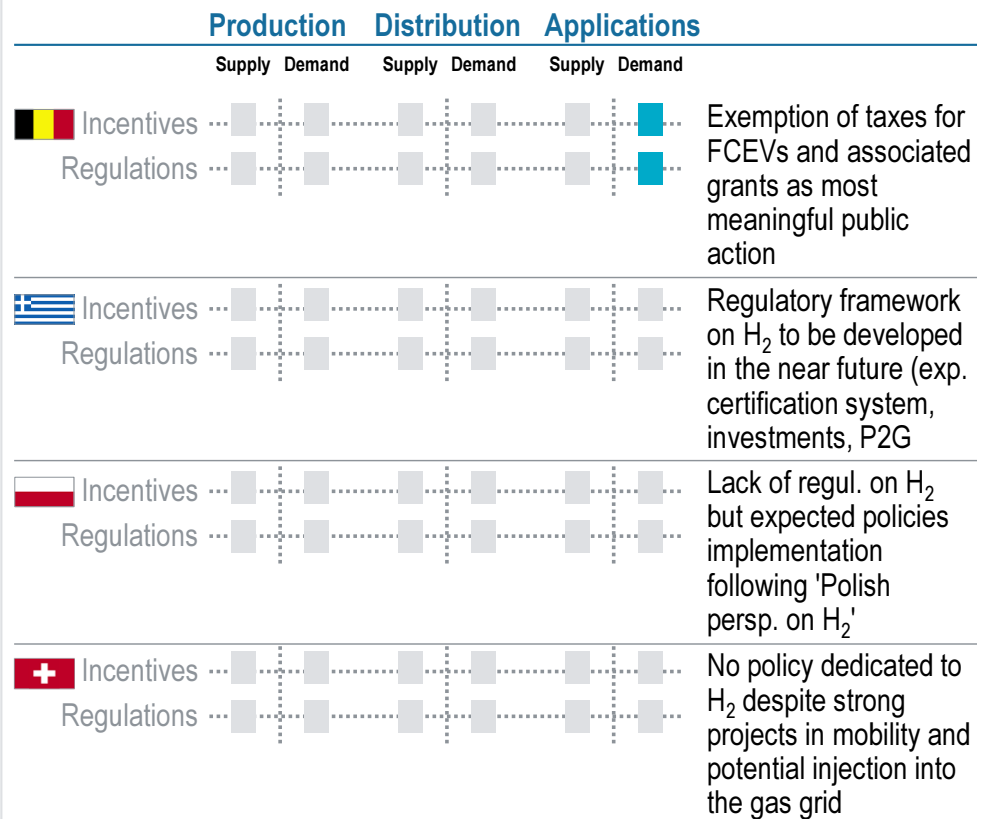 Production Distribution Applications
Supply Demand Supply Demand Supply Demand
Incentives
Regulations
Exemption of taxes for
FCEVs and associated
grants as most
meaningful public
action
Incentives
Regulations
Regulatory framework
on H₂ to be developed
in the near future (exp.
certification system,
investments, P2G
Incentives
Regulations
Lack of regul. on H₂
but expected policies
implementation
following 'Polish
persp. on H₂'
Incentives
Regulations
No policy dedicated to
H₂ despite strong
projects in mobility and
potential injection into
the gas grid